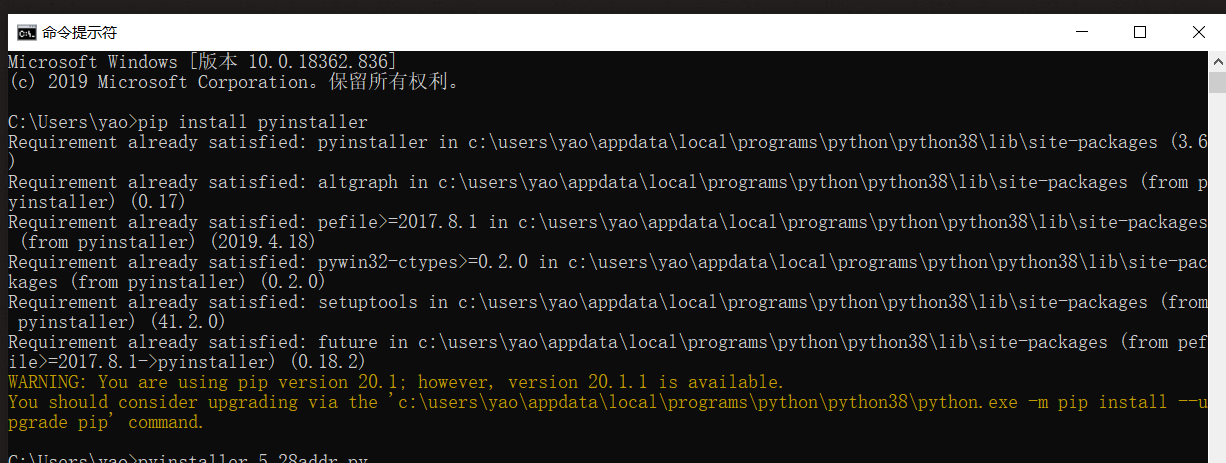 命令提示符
Microsoft Windows [版本 10.0.18362.836]
(c) 2019 Microsoft Corporation。保留所有权利。
C:\Users\yao>pip install pyinstaller
Requirement already satisfied: pyinstaller in c:\users\yao\appdata\local\programs\python\python38\lib\site-packages (3.6
)
Requirement already satisfied: altgraph in c:\users\yao\appdata\local\programs\python\python38\lib\site-packages (from p
yinstaller) (0.17)
Requirement already satisfied: pefile>=2017.8.1 in c:\users\yao\appdata\local\programs\python\python38\lib\site-packages
 (from pyinstaller) (2019.4.18)
Requirement already satisfied: pywin32-ctypes>=0.2.0 in c:\users\yao\appdata\local\programs\python\python38\lib\site-pac
kages (from pyinstaller) (0.2.0)
Requirement already satisfied: setuptools in c:\users\yao\appdata\local\programs\python\python38\lib\site-packages (from
 pyinstaller) (41.2.0)
Requirement already satisfied: future in c:\users\yao\appdata\local\programs\python\python38\lib\site-packages (from pef
ile>=2017.8.1->pyinstaller) (0.18.2)
WARNING: You are using pip version 20.1; however, version 20.1.1 is available.
You should consider upgrading via the 'c:\users\yao\appdata\local\programs\python\python38\python.exe -m pip install --u
pgrade pip' command.
C:\Users\yao>pyinstaller 5.28addr.py